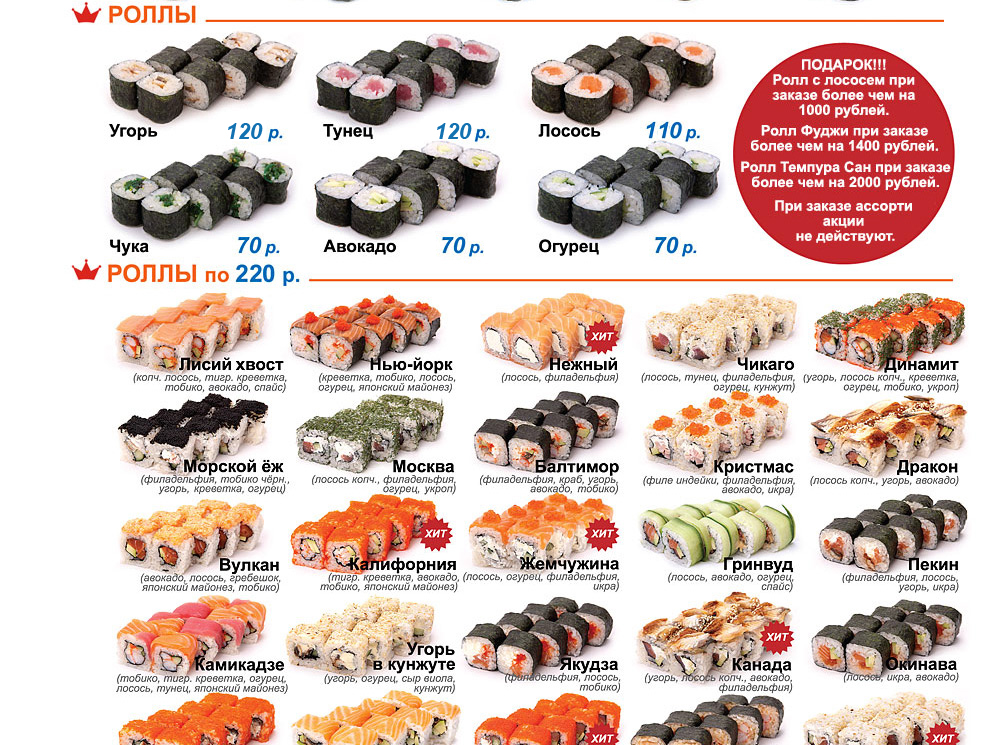 РОЛЛЫ
Угорь 120 р.
Тунец 120 р.
Лосось 110 р.
Чука 70 р.
Авокадо 70 р.
Огурец 70 р.
ПОДАРОК!!!
Ролл с лососем при
заказе более чем на
1000 рублей.
Ролл Фуджи при заказе
более чем на 1400 рублей.
Ролл Темпура Сан при заказе
более чем на 2000 рублей.
При заказе ассорти
акции
не действуют.
РОЛЛЫ по 220 р.
Лисий хвост
(копч. лосось, тигр. креветка,
тобико, авокадо, спайс)
Нью-йорк
(креветка, тобико, лосось,
огурец, японский майонез)
ХИТ
Нежный
(лосось, филадельфия)
Чикаго
(лосось, тунец, филадельфия,
огурец, кунжут)
Динамит
(угорь, лосось копч., креветка,
огурец, тобико, укроп)
Морской ёж
(филадельфия, тобико чёрн.,
угорь, креветка, огурец)
Москва
(лосось копч., филадельфия,
огурец, укроп)
Балтимор
(филадельфия, краб, угорь,
авокадо, тобико)
Кристмас
(филе индейки, филадельфия,
авокадо, икра)
Дракон
(лосось копч., угорь, авокадо)
Вулкан
(авокадо, лосось, гребешок,
японский майонез, тобико)
ХИТ
Калифорния
(тигр. креветка, авокадо,
тобико, японский майонез)
ХИТ
Жемчужина
(лосось, огурец, филадельфия,
икра)
Гринвуд
(лосось, авокадо, огурец,
спайс)
Пекин
(филадельфия, лосось,
угорь, икра)
Камикадзе
(тобико, тигр. креветка, огурец,
лосось, тунец, японский майонез)
Угорь
в кунжуте
(угорь, огурец, сыр виола,
кунжут)
Якудза
(филадельфия, лосось,
тобико)
ХИТ
Канада
(угорь, лосось копч., авокадо,
филадельфия)
Окинава
(лосось, икра, авокадо)
ХИТ
ХИТ